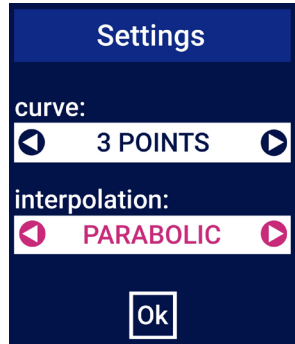 Settings
curve:
3 POINTS
interpolation:
PARABOLIC
Ok